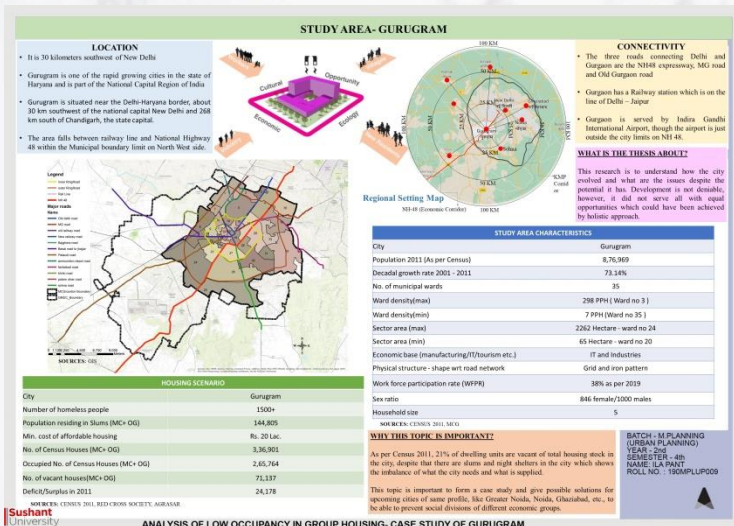 STUDY AREA- GURUGRAM
LOCATION
• It is 30 kilometers southwest of New Delhi
• Gurugram is one of the rapid growing cities in the state of
Haryana and is part of the National Capital Region of India
• Gurugram is situated near the Delhi-Haryana border, about
30 km southwest of the national capital New Delhi and 268
km south of Chandigarh, the state capital.
• The area falls between railway line and National Highway
48 within the Municipal boundary limit on North West side.
Cultural
Opportunity
Economic
Ecology
100 KM
50 KM
25 KM
100 KM
Regional Setting Map
NH-48 (Economic Corridor)
*KMP
Corrid
or
CONNECTIVITY
• The three roads connecting Delhi and
Gurgaon are the NH48 expressway, MG road
and Old Gurgaon road
• Gurgaon has a Railway station which is on the
line of Delhi – Jaipur
• Gurgaon is served by Indira Gandhi
International Airport, though the airport is just
outside the city limits on NH 48.
WHAT IS THE THESIS ABOUT?
This research is to understand how the city
evolved and what are the issues despite the
potential it has. Development is not deniable,
however, it did not serve all with equal
opportunities which could have been achieved
by holistic approach.
Legend
Major roads
SOURCES: GIS
STUDY AREA CHARACTERISTICS
City Gurugram
Population 2011 (As per Census) 8,76,969
Decadal growth rate 2001 - 2011 73.14%
No. of municipal wards 35
Ward density(max) 298 PPH ( Ward no 3 )
Ward density(min) 7 PPH (Ward no 35 )
Sector area (max) 2262 Hectare - ward no 24
Sector area (min) 65 Hectare - ward no 20
Economic base (manufacturing/IT/tourism etc.) IT and Industries
Physical structure - shape wrt road network Grid and iron pattern
Work force participation rate (WFPR) 38% as per 2019
Sex ratio 846 female/1000 males
Household size 5
SOURCES: CENSUS 2011, MCG
HOUSING SCENARIO
City Gurugram
Number of homeless people 1500+
Population residing in Slums (MC+ OG) 144,805
Min. cost of affordable housing Rs. 20 Lac.
No. of Census Houses (MC+ OG) 3,36,901
Occupied No. of Census Houses (MC+ OG) 2,65,764
No. of vacant houses(MC+ OG) 71,137
Deficit/Surplus in 2011 24,178
SOURCES: CENSUS 2011, RED CROSS SOCIETY, AGRASAR
WHY THIS TOPIC IS IMPORTANT?
As per Census 2011, 21% of dwelling units are vacant of total housing stock in
the city, despite that there are slums and night shelters in the city which shows
the imbalance of what the city needs and what is supplied.
This topic is important to form a case study and give possible solutions for
upcoming cities of same profile, like Greater Noida, Noida, Ghaziabad, etc., to
be able to prevent social divisions of different economic groups.
BATCH - M.PLANNING
(URBAN PLANNING)
YEAR - 2nd
SEMESTER - 4th
NAME: ILA PANT
ROLL NO. : 190MPLUP009
Sushant
University
ANALYSIS OF LOW OCCUPANCY IN GROUP HOUSING- CASE STUDY OF GURUGRAM